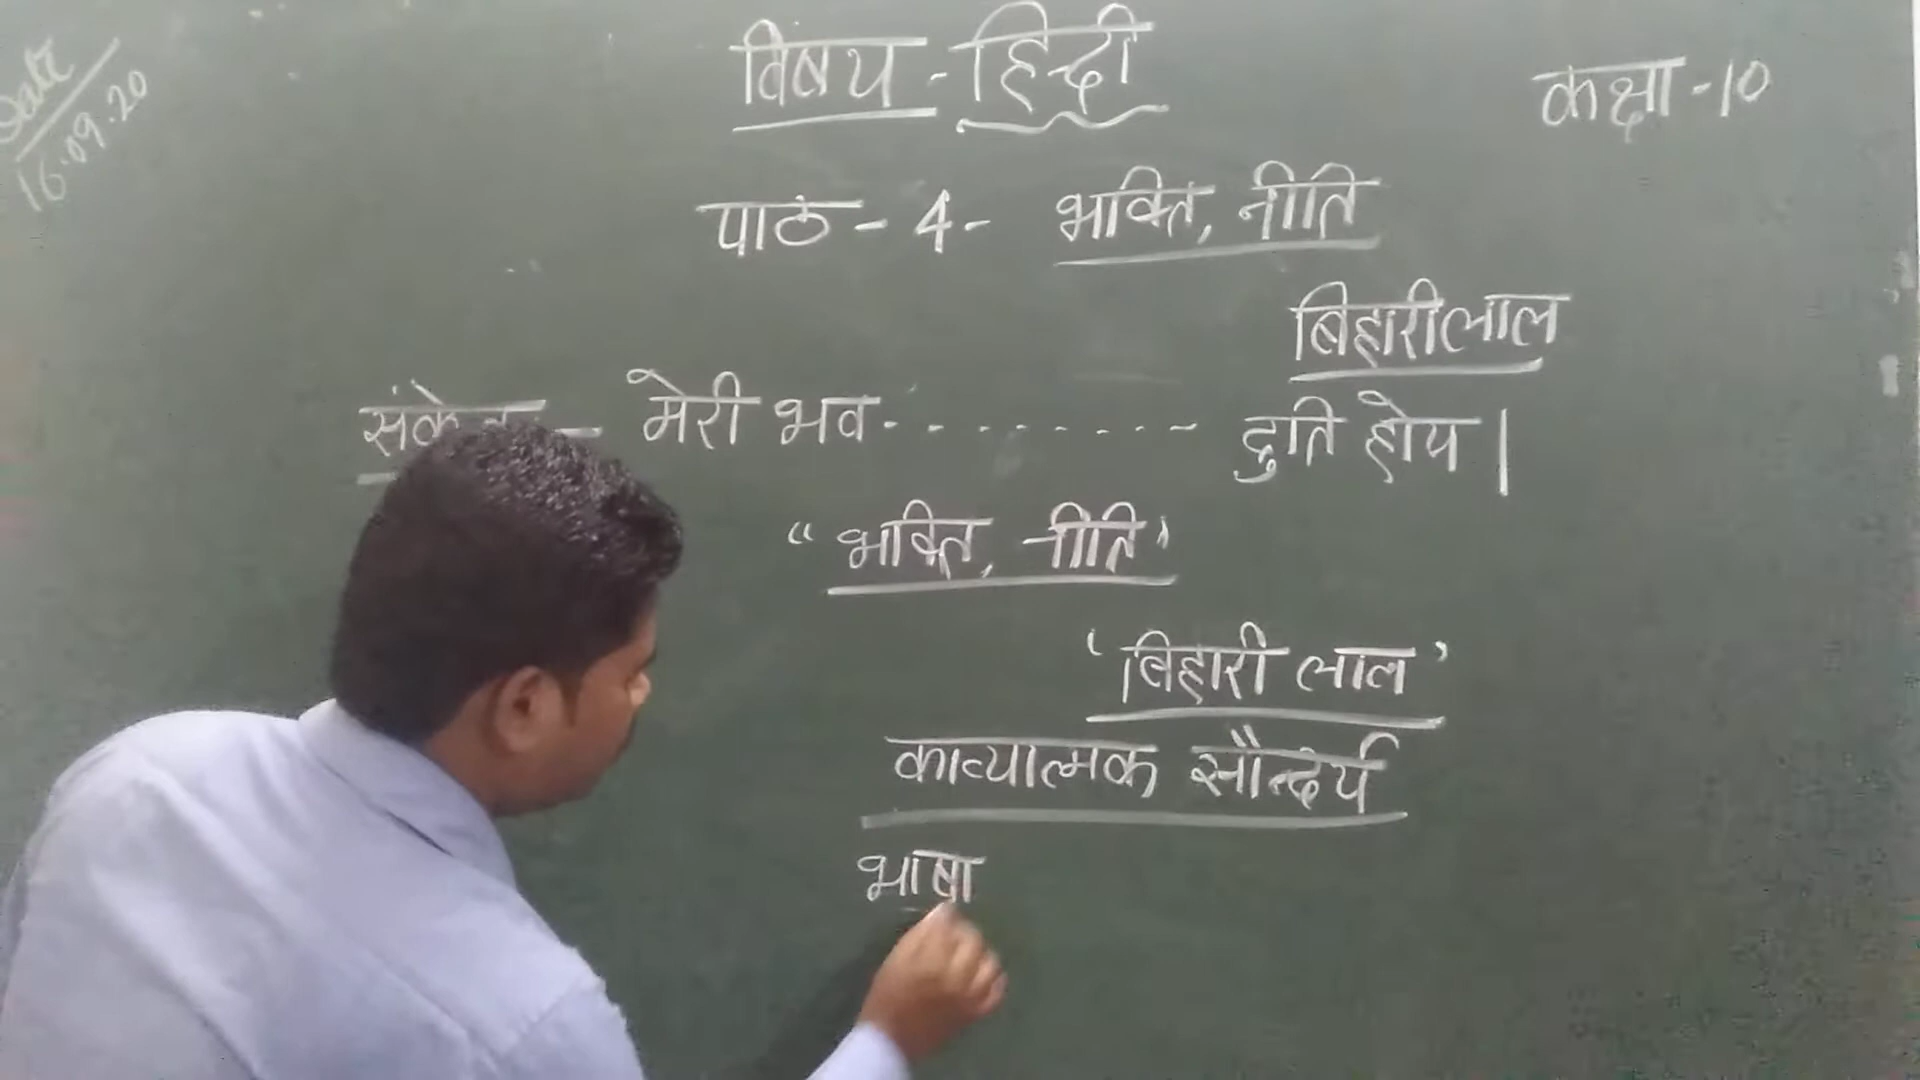 Date
16.09.20
विषय - हिन्दी
कक्षा - 10
पाठ - 4 - भक्ति, नीति
बिहारीलाल
संकेत — मेरी भव - - - - - - - - - दुति होय |
“ भक्ति, नीति '
‘ बिहारी लाल ’
काव्यात्मक सौन्दर्य
भाषा